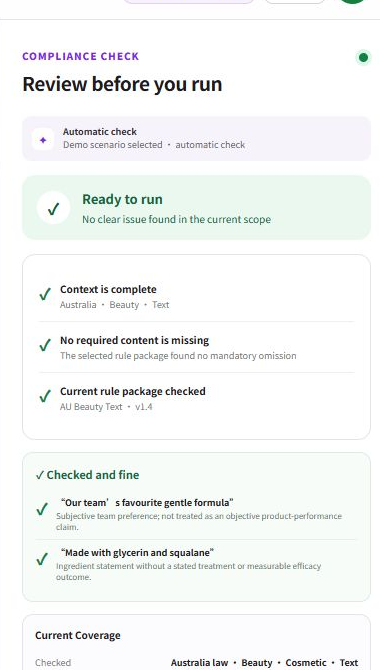 COMPLIANCE CHECK
Review before you run
Automatic check
Demo scenario selected • automatic check
Ready to run
No clear issue found in the current scope
Context is complete
Australia • Beauty • Text
No required content is missing
The selected rule package found no mandatory omission
Current rule package checked
AU Beauty Text • v1.4
✓ Checked and fine
“Our team’s favourite gentle formula”
Subjective team preference; not treated as an objective product-performance
claim.
“Made with glycerin and squalane”
Ingredient statement without a stated treatment or measurable efficacy
outcome.
Current Coverage
Checked Australia law • Beauty • Cosmetic • Text